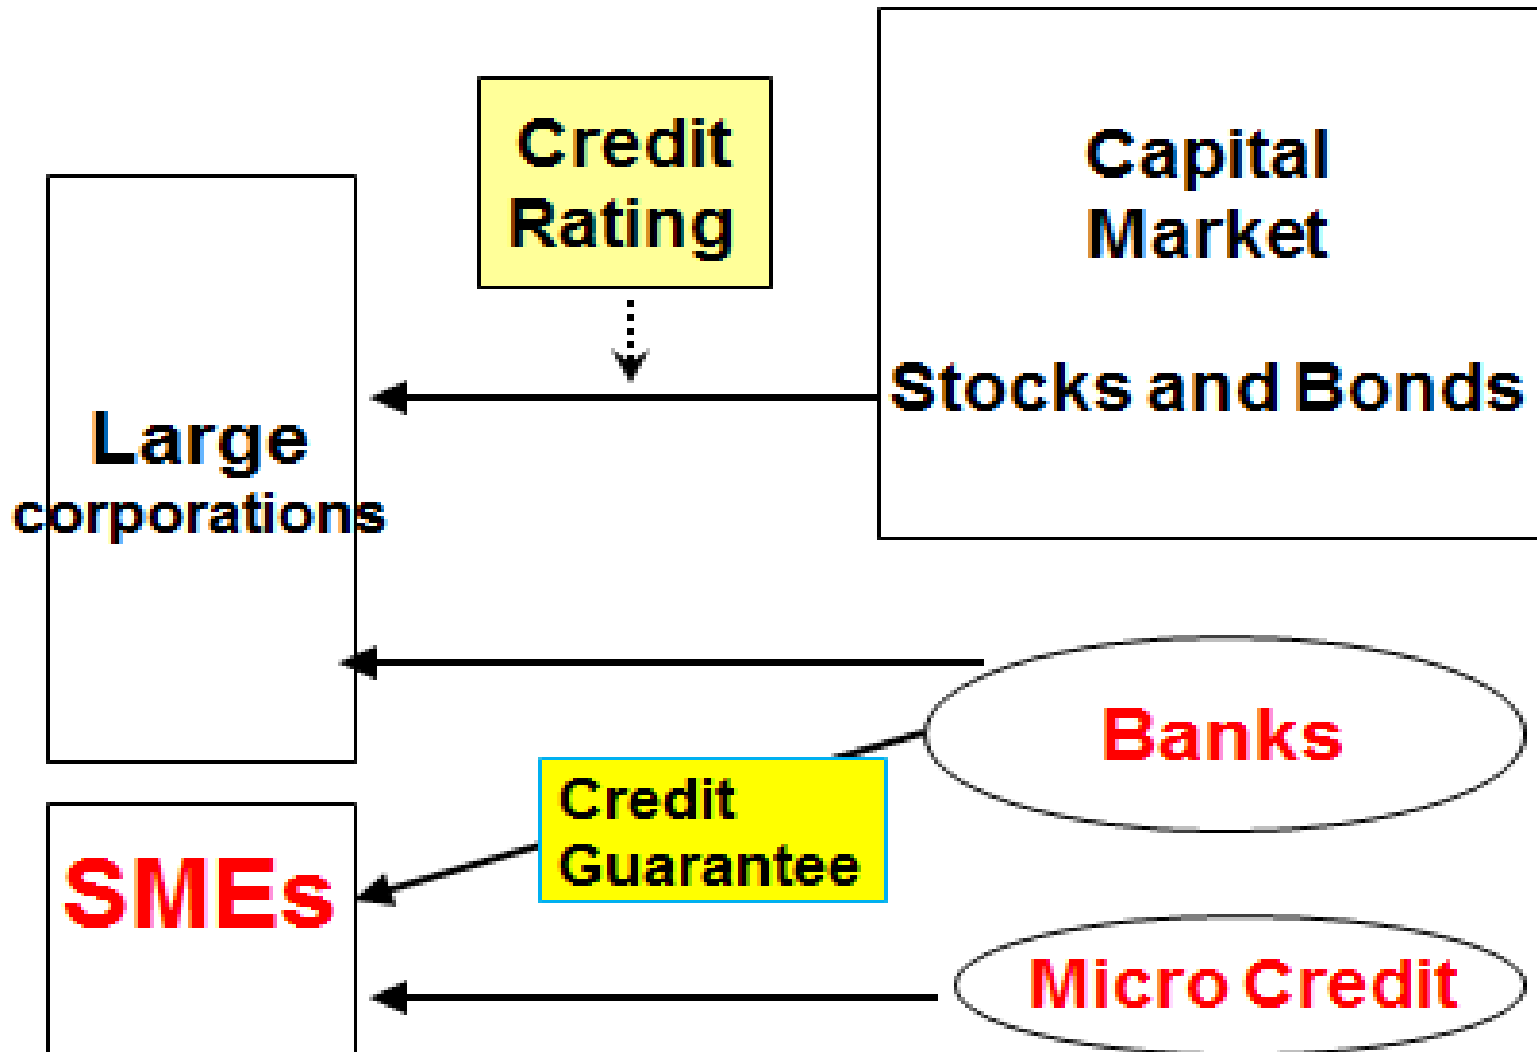 Credit
Rating
Capital
Market
Stocks and Bonds
Large
corporations
Banks
Credit
Guarantee
SMEs
Micro Credit